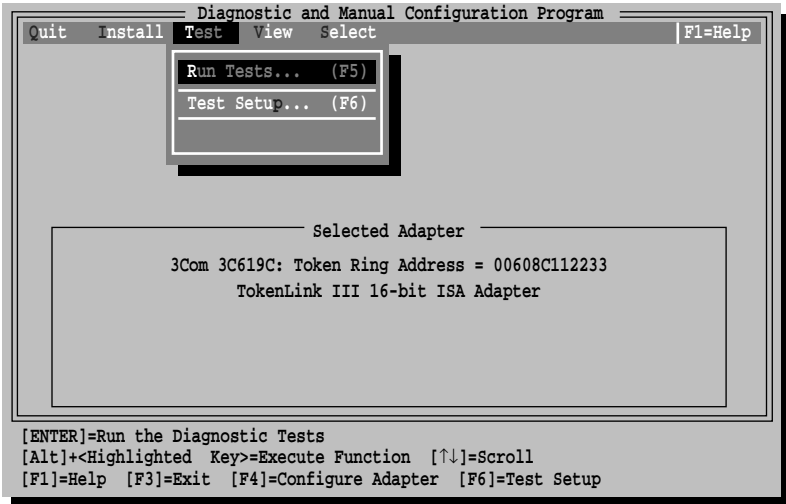 Diagnostic and Manual Configuration Program
Quit Install Test View Select F1=Help
Run Tests... (F5)
Test Setup... (F6)
Selected Adapter
3Com 3C619C: Token Ring Address = 00608C112233
TokenLink III 16-bit ISA Adapter
[ENTER]=Run the Diagnostic Tests
[Alt]+<Highlighted Key>=Execute Function [↑↓]=Scroll
[F1]=Help [F3]=Exit [F4]=Configure Adapter [F6]=Test Setup